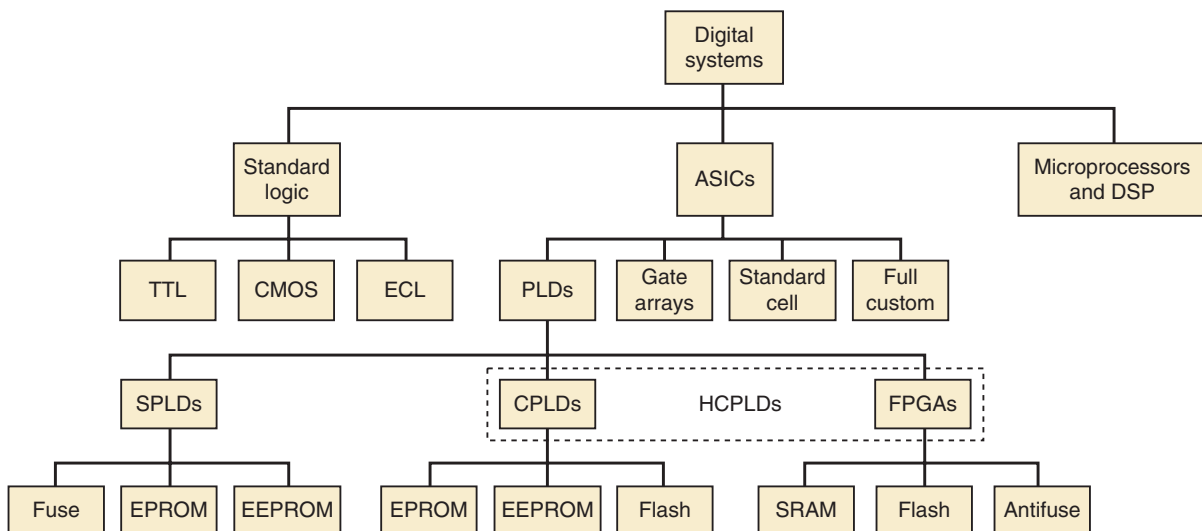 Digital
systems
Standard
logic
ASICs
Microprocessors
and DSP
TTL
CMOS
ECL
PLDs
Gate
arrays
Standard
cell
Full
custom
SPLDs
CPLDs
HCPLDs
FPGAs
Fuse
EPROM
EEPROM
EPROM
EEPROM
Flash
SRAM
Flash
Antifuse